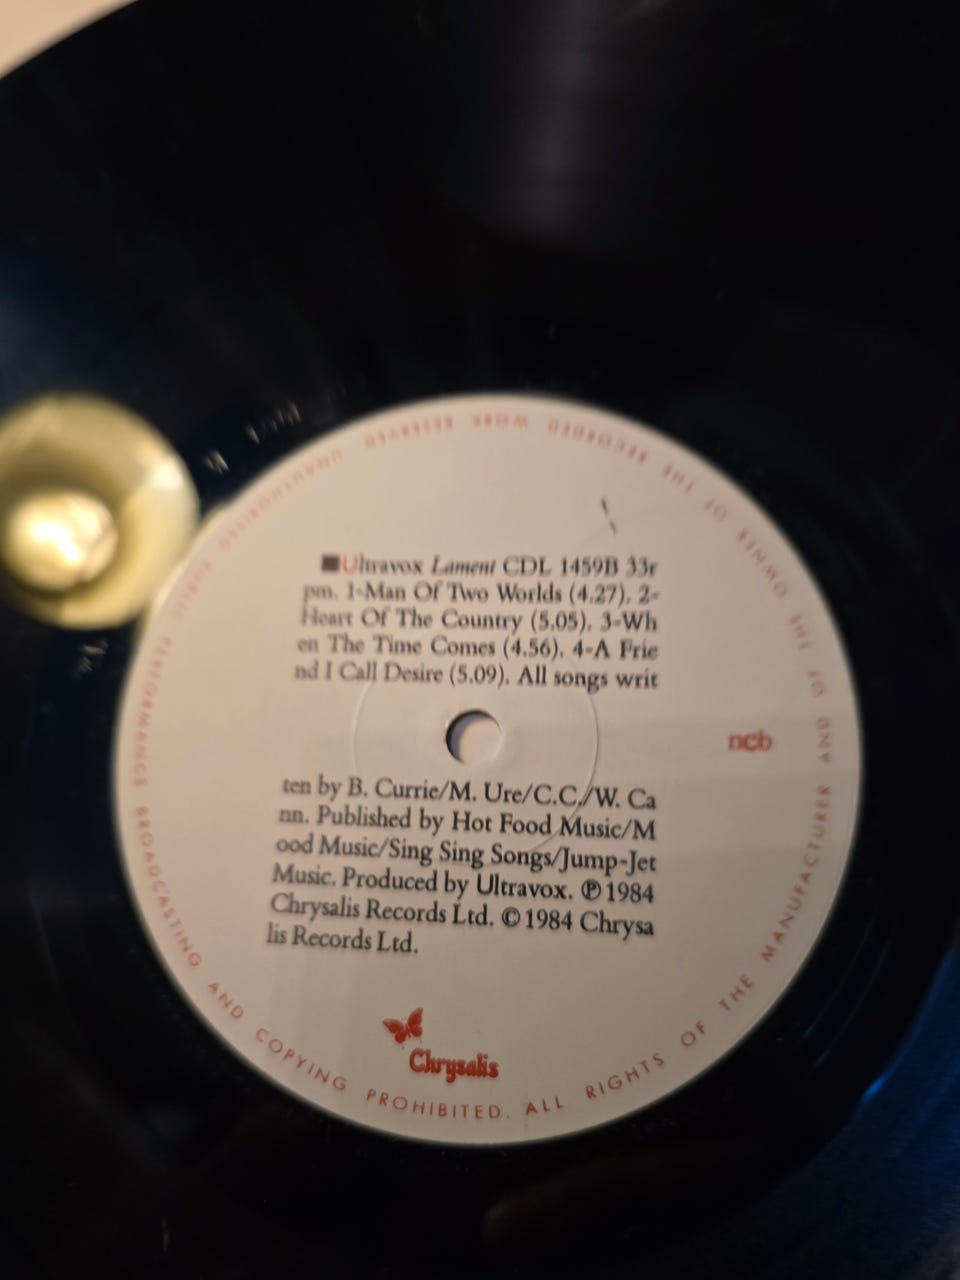 Ultravox Lament CDL 1459B 33r
pm. 1-Man Of Two Worlds (4.27). 2-
Heart Of The Country (5.05). 3-Wh
en The Time Comes (4.56). 4-A Frie
nd I Call Desire (5.09). All songs writ
ncb
ten by B. Currie/M. Ure/C.C./W. Ca
nn. Published by Hot Food Music/M
ood Music/Sing Sing Songs/Jump-Jet
Music. Produced by Ultravox. ℗1984
Chrysalis Records Ltd. ©1984 Chrysa
lis Records Ltd.
Chrysalis
ALL RIGHTS OF THE MANUFACTURER AND OF THE OWNER OF THE RECORDED WORK RESERVED UNAUTHORISED PUBLIC PERFORMANCE BROADCASTING AND COPYING PROHIBITED.